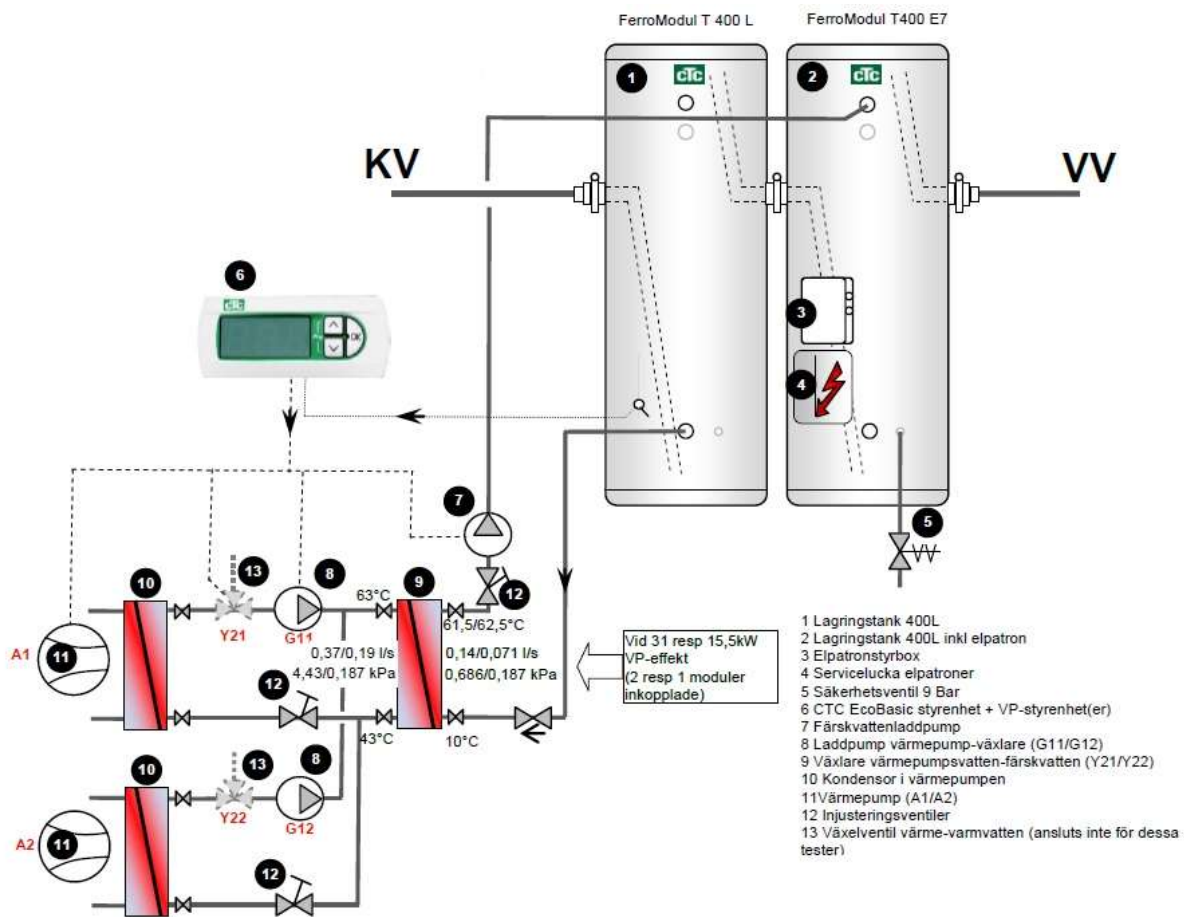 FerroModul T 400 L
FerroModul T400 E7
1
cTc
2
cTc
KV
VV
6
cTc
OK
3
4
7
5
10
13
8
9
12
63°C
61,5/62,5°C
A1
11
Y21
G11
0,37/0,19 l/s
4,43/0,187 kPa
0,14/0,071 l/s
0,686/0,187 kPa
Vid 31 resp 15,5kW
VP-effekt
(2 resp 1 moduler
inkopplade)
12
43°C
10°C
10
13
8
A2
11
Y22
G12
12
1 Lagringstank 400L
2 Lagringstank 400L inkl elpatron
3 Elpatronstyrbox
4 Servicelucka elpatroner
5 Säkerhetsventil 9 Bar
6 CTC EcoBasic styrenhet + VP-styrenhet(er)
7 Färskvattenladdpump
8 Laddpump värmepump-växlare (G11/G12)
9 Växlare värmepumpsvatten-färskvatten (Y21/Y22)
10 Kondensor i värmepumpen
11Värmepump (A1/A2)
12 Injusteringsventiler
13 Växelventil värme-varmvatten (ansluts inte för dessa
tester)